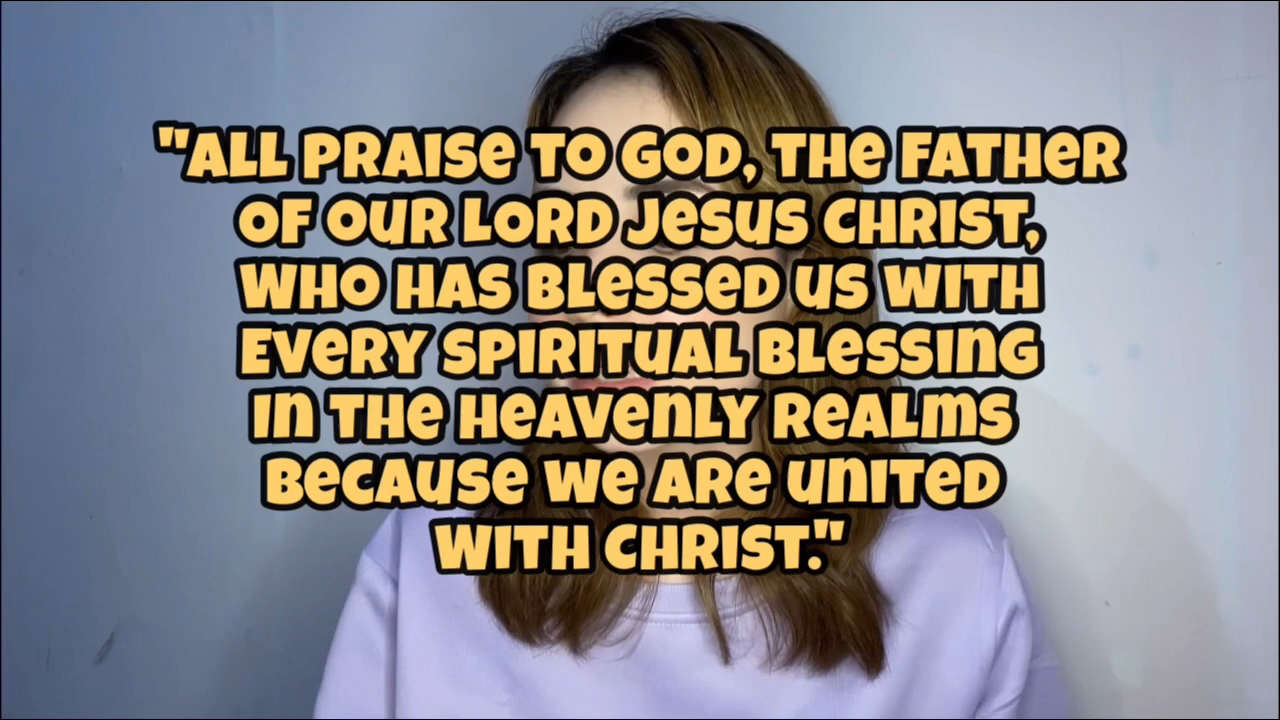 "ALL PRAISE TO GOD, THE FATHER
OF OUR LORD JESUS CHRIST,
WHO HAS BLESSED US WITH
EVERY SPIRITUAL BLESSING
IN THE HEAVENLY REALMS
BECAUSE WE ARE UNITED
WITH CHRIST."